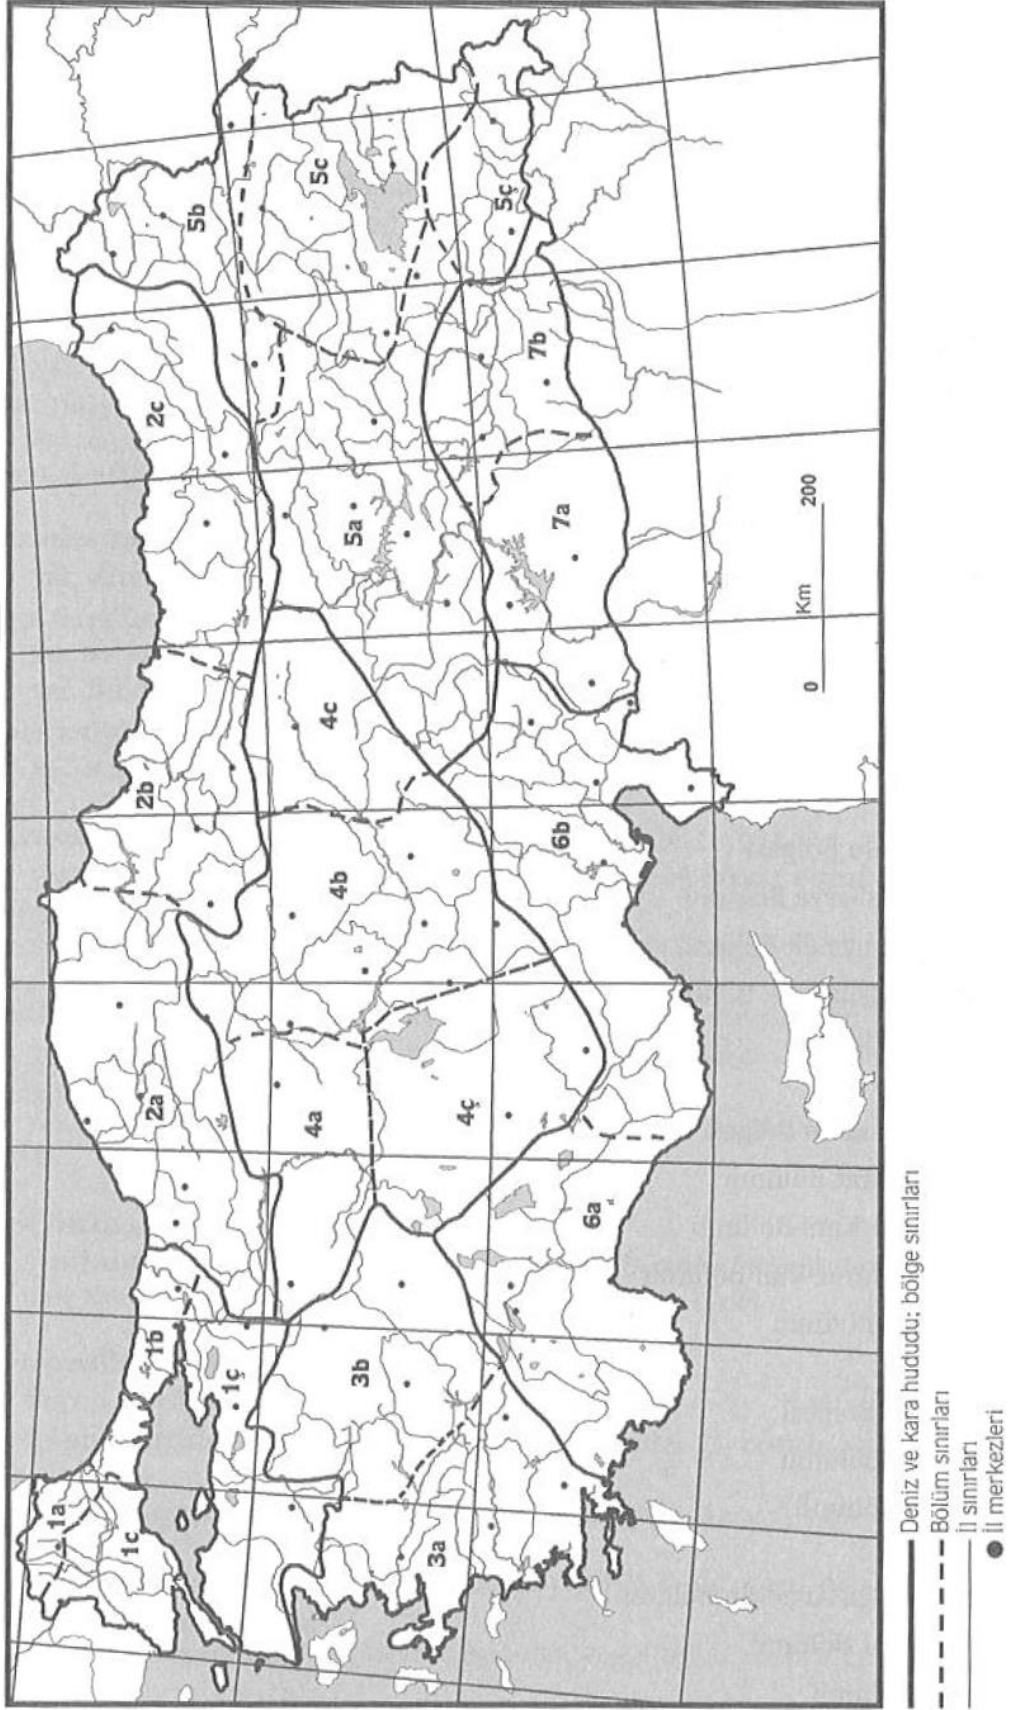 1a
1b
1c
1ç
2a
2b
2c
3a
3b
4a
4b
4c
4ç
5a
5b
5c
5ç
6a
6b
7a
7b
0 Km 200
Deniz ve kara hududu; bölge sınırları
Bölüm sınırları
İl sınırları
İl merkezleri